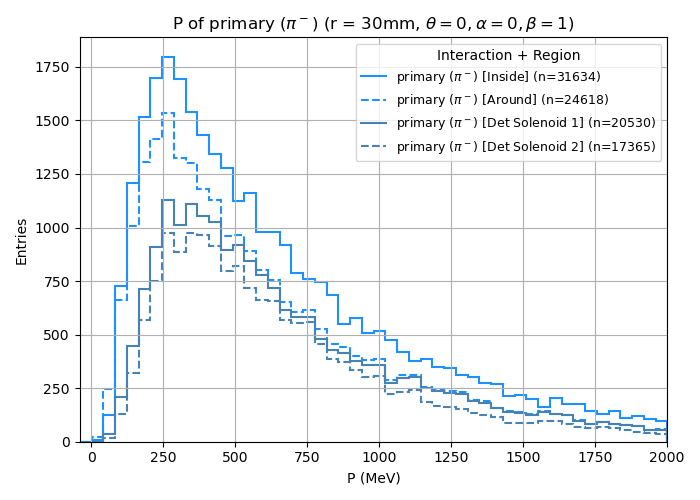 P of primary (π⁻) (r = 30mm, θ = 0, α = 0, β = 1)
Interaction + Region
primary (π⁻) [Inside] (n=31634)
primary (π⁻) [Around] (n=24618)
primary (π⁻) [Det Solenoid 1] (n=20530)
primary (π⁻) [Det Solenoid 2] (n=17365)
Entries
1750
1500
1250
1000
750
500
250
0
0 250 500 750 1000 1250 1500 1750 2000
P (MeV)